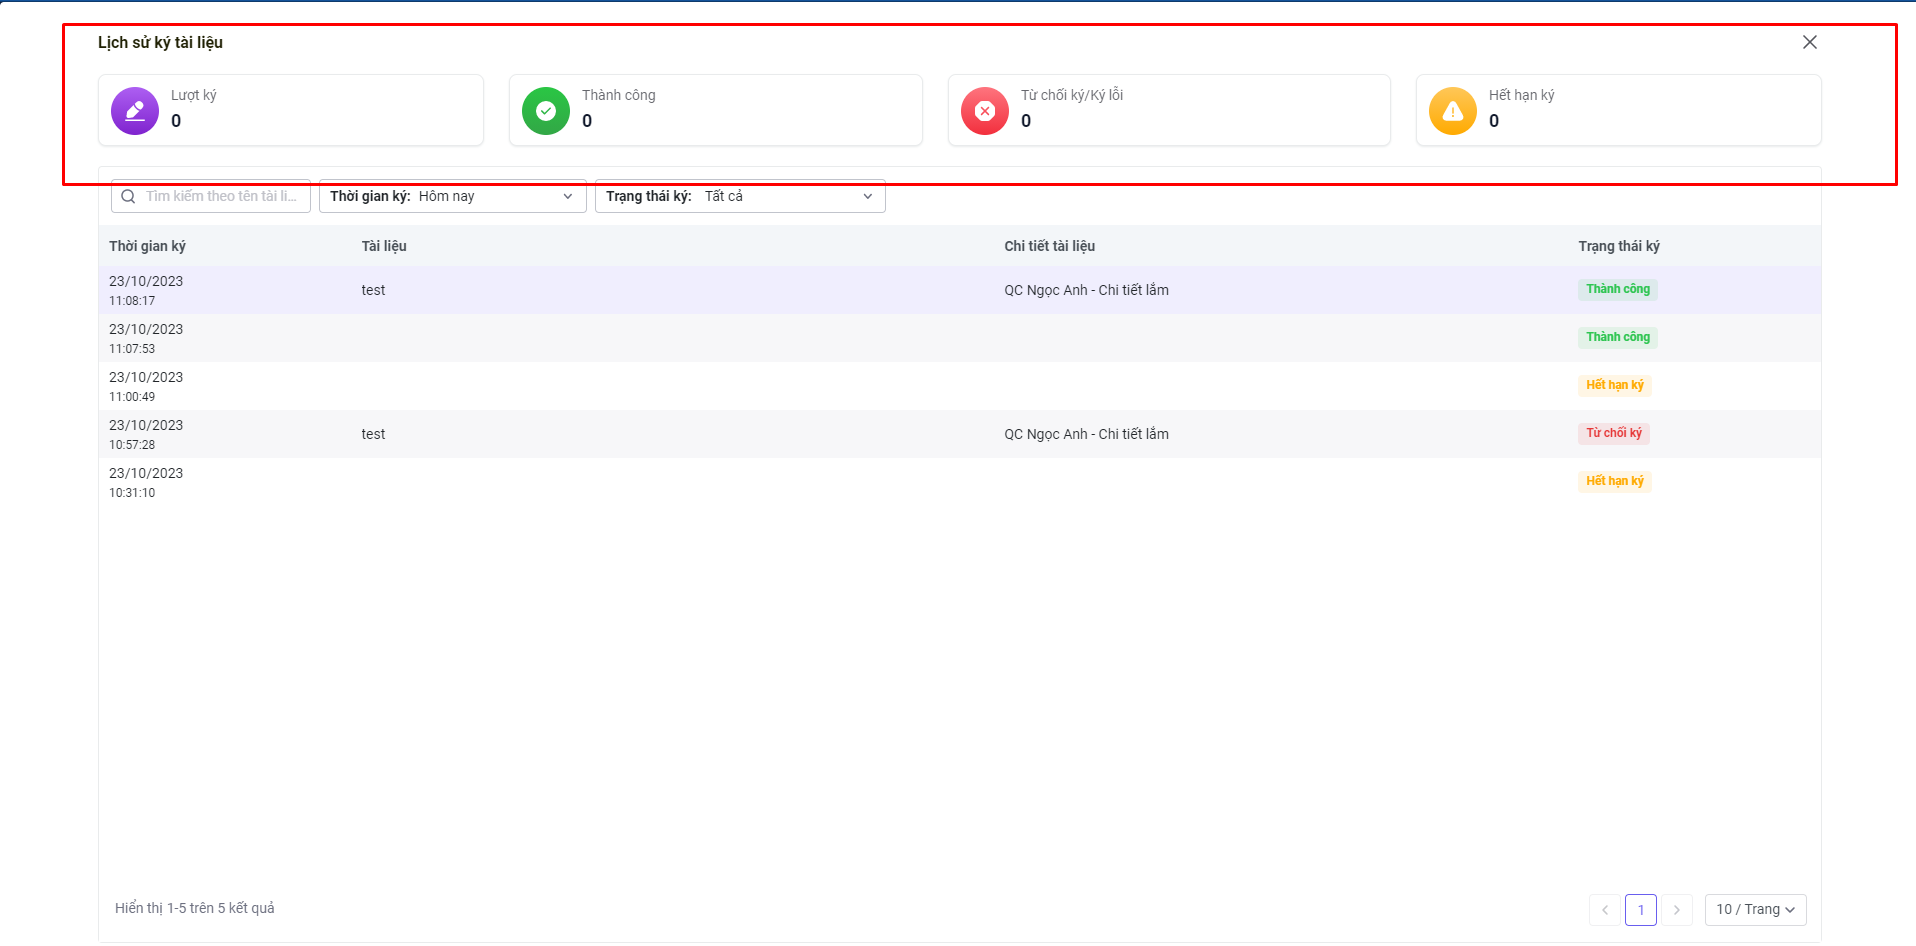 Lịch sử ký tài liệu
Lượt ký
0
Thành công
0
Từ chối ký/Ký lỗi
0
Hết hạn ký
0
Tìm kiếm theo tên tài li...
Thời gian ký: Hôm nay
Trạng thái ký: Tất cả
Thời gian ký Tài liệu Chi tiết tài liệu Trạng thái ký
23/10/2023
11:08:17
test
QC Ngọc Anh - Chi tiết lắm
Thành công
23/10/2023
11:07:53
Thành công
23/10/2023
11:00:49
Hết hạn ký
23/10/2023
10:57:28
test
QC Ngọc Anh - Chi tiết lắm
Từ chối ký
23/10/2023
10:31:10
Hết hạn ký
Hiển thị 1-5 trên 5 kết quả
1
10 / Trang